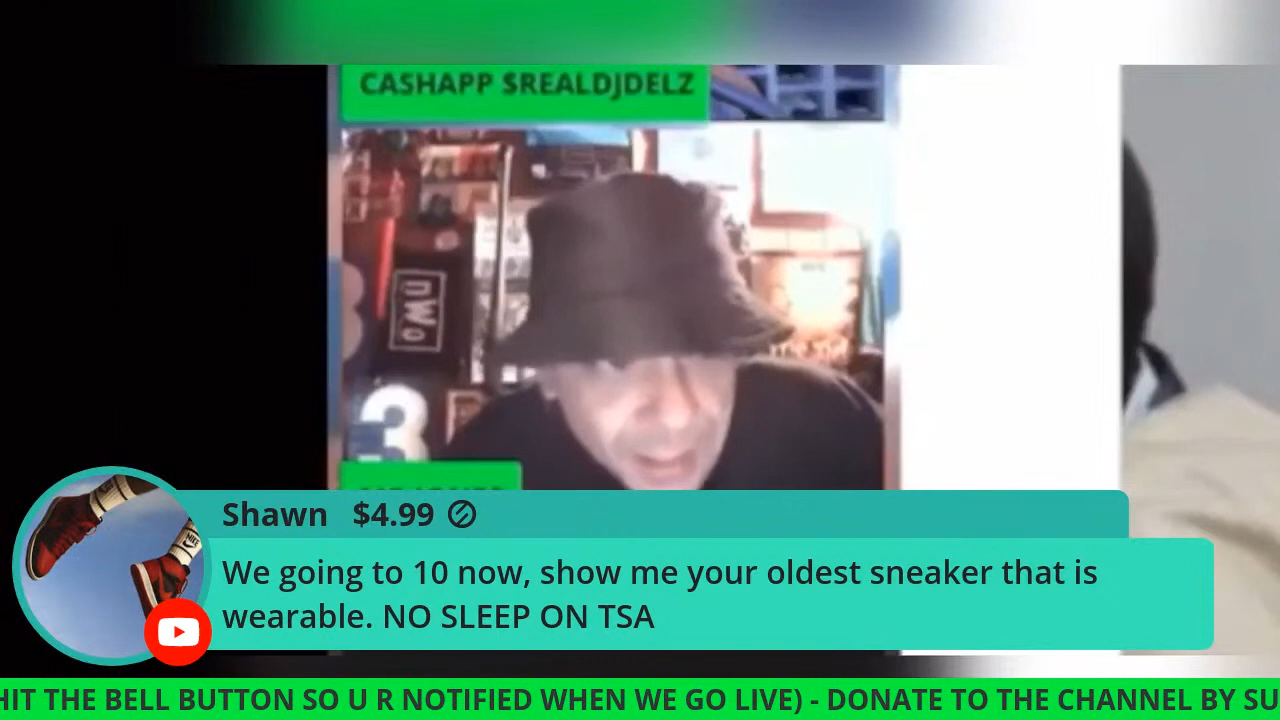 CASHAPP $REALDJDELZ
nWo
3
Shawn $4.99
We going to 10 now, show me your oldest sneaker that is
wearable. NO SLEEP ON TSA
HIT THE BELL BUTTON SO U R NOTIFIED WHEN WE GO LIVE) - DONATE TO THE CHANNEL BY SU